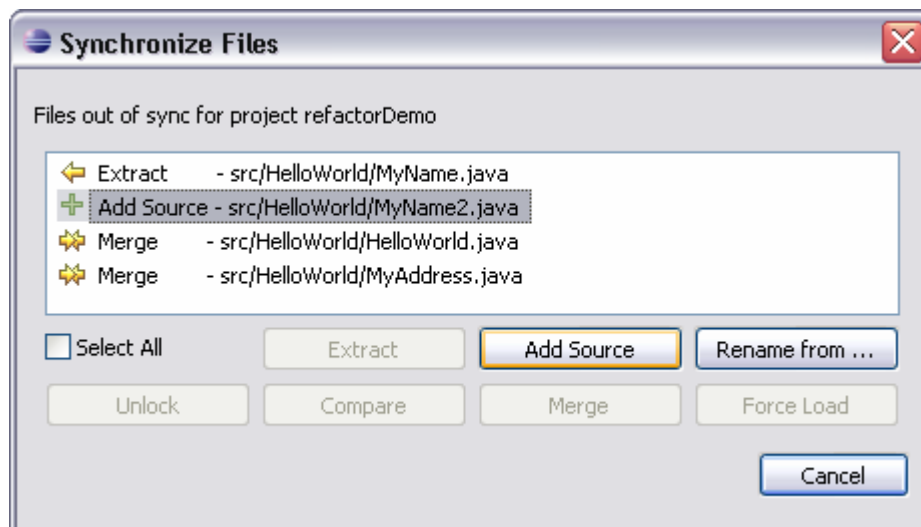 Synchronize Files
Files out of sync for project refactorDemo
Extract - src/HelloWorld/MyName.java
Add Source - src/HelloWorld/MyName2.java
Merge - src/HelloWorld/HelloWorld.java
Merge - src/HelloWorld/MyAddress.java
Select All Extract Add Source Rename from ...
Unlock Compare Merge Force Load
Cancel